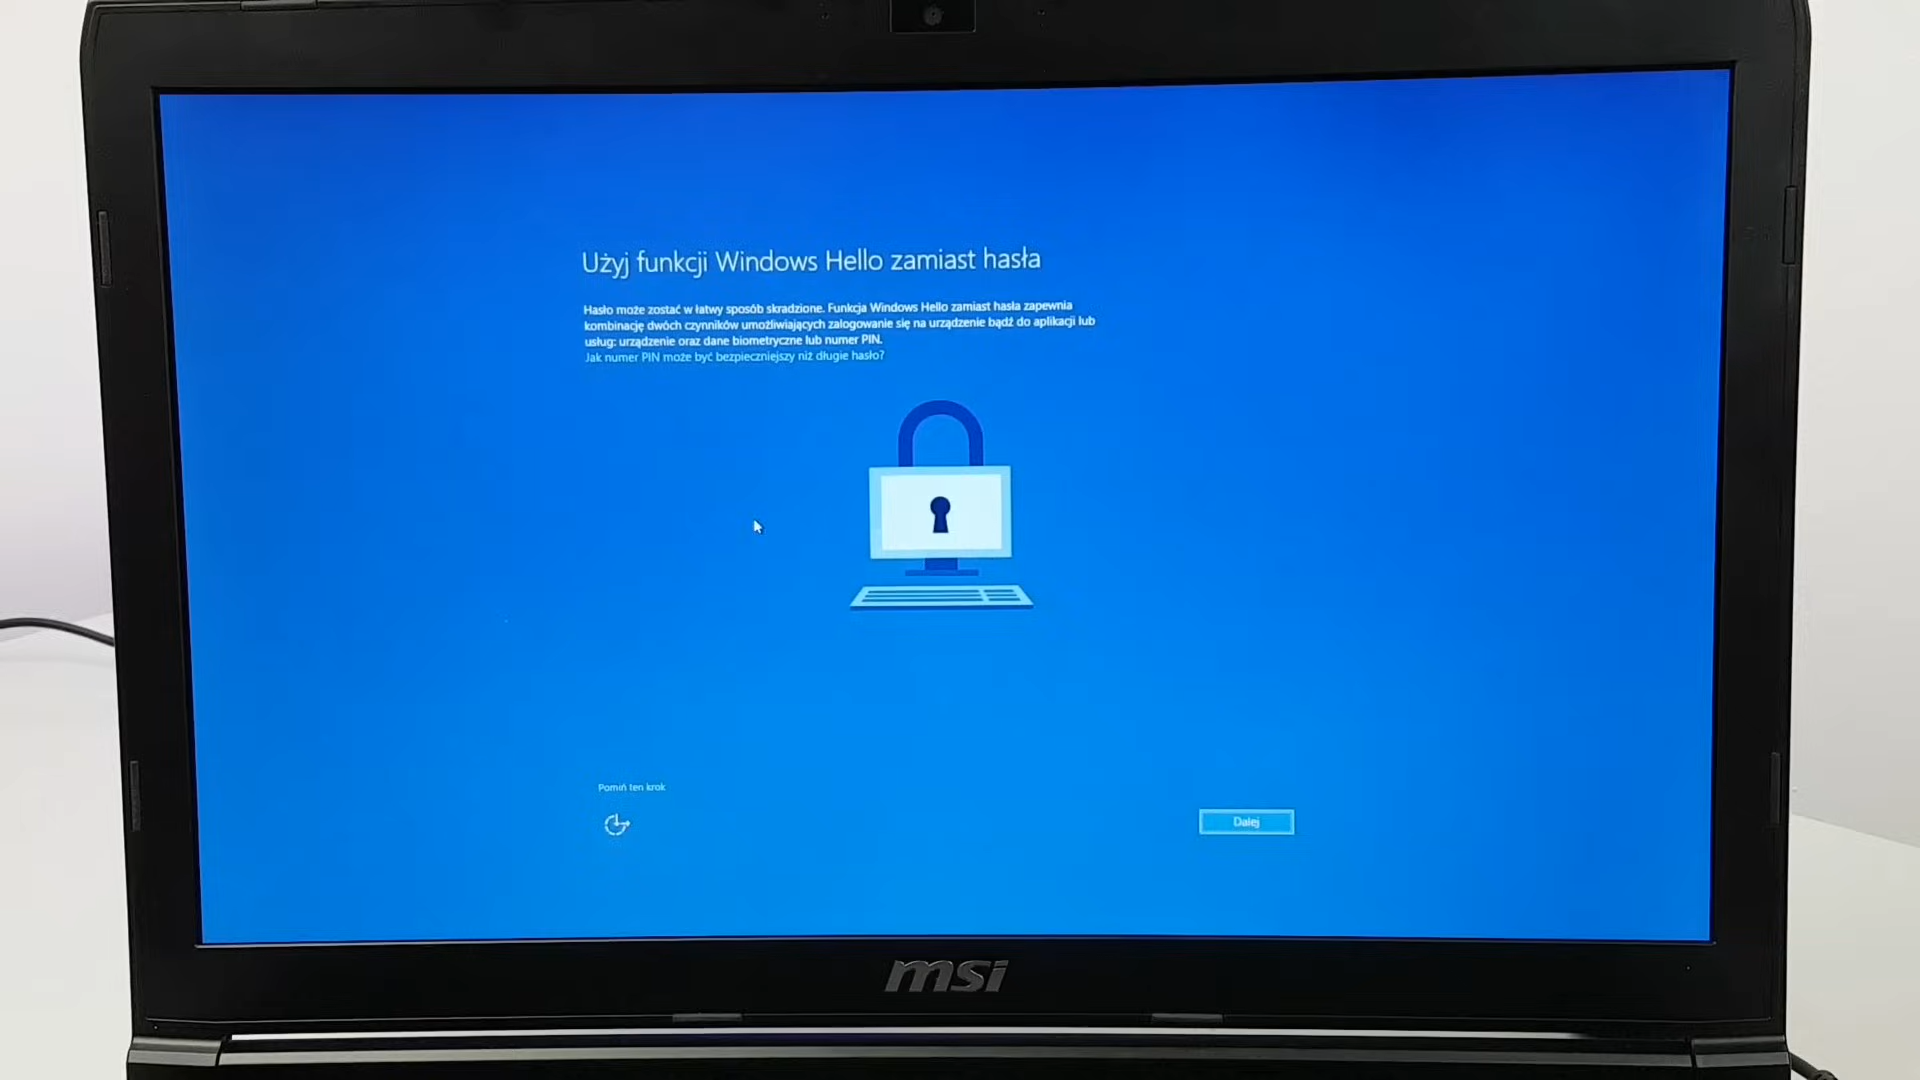 Użyj funkcji Windows Hello zamiast hasła
Hasło może zostać w łatwy sposób skradzione. Funkcja Windows Hello zamiast hasła zapewnia
kombinację dwóch czynników umożliwiających zalogowanie się na urządzenie bądź do aplikacji lub
usług: urządzenie oraz dane biometryczne lub numer PIN.
Jak numer PIN może być bezpieczniejszy niż długie hasło?
Pomiń ten krok
Dalej
msi